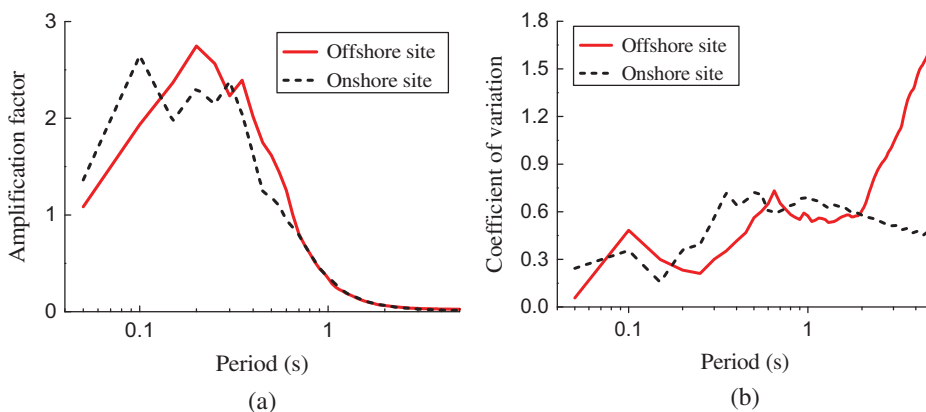 Amplification factor
3
2
1
0
Offshore site
Onshore site
0.1
1
Period (s)
(a)
Coefficient of variation
1.8
1.5
1.2
0.9
0.6
0.3
0.0
Offshore site
Onshore site
0.1
1
Period (s)
(b)